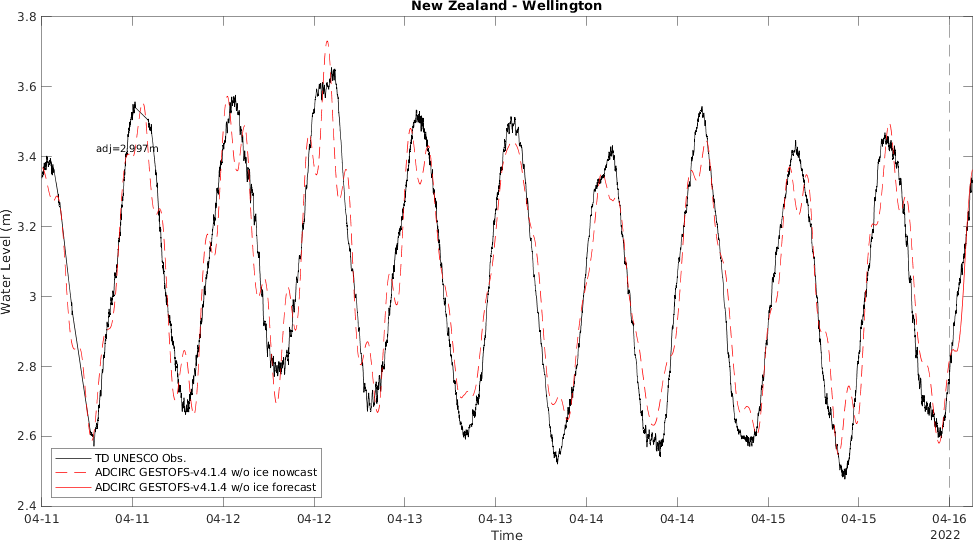 New Zealand - Wellington
3.8
3.6
3.4
3.2
3
2.8
2.6
2.4
Water Level (m)
adj=2.997m
TD UNESCO Obs.
ADCIRC GESTOFS-v4.1.4 w/o ice nowcast
ADCIRC GESTOFS-v4.1.4 w/o ice forecast
04-11 04-11 04-12 04-12 04-13 04-13 04-14 04-14 04-15 04-15 04-16
Time
2022